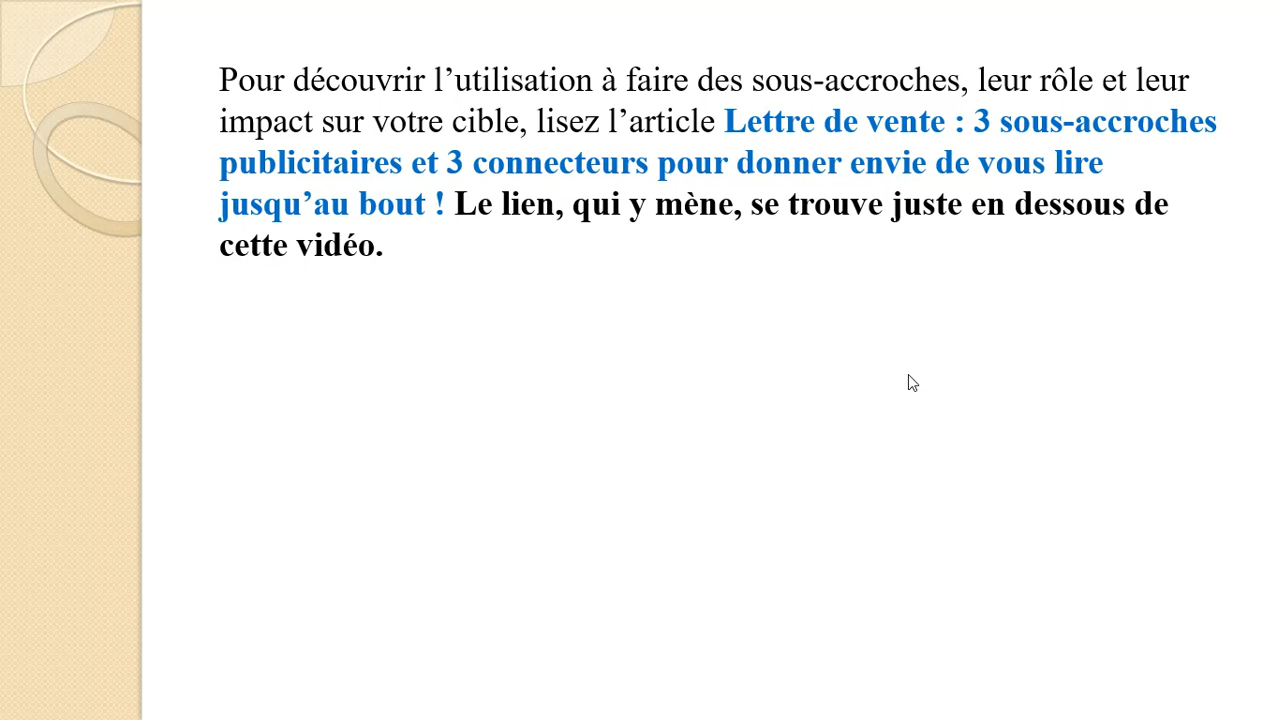 Pour découvrir l’utilisation à faire des sous-accroches, leur rôle et leur
impact sur votre cible, lisez l’article Lettre de vente : 3 sous-accroches
publicitaires et 3 connecteurs pour donner envie de vous lire
jusqu’au bout ! Le lien, qui y mène, se trouve juste en dessous de
cette vidéo.